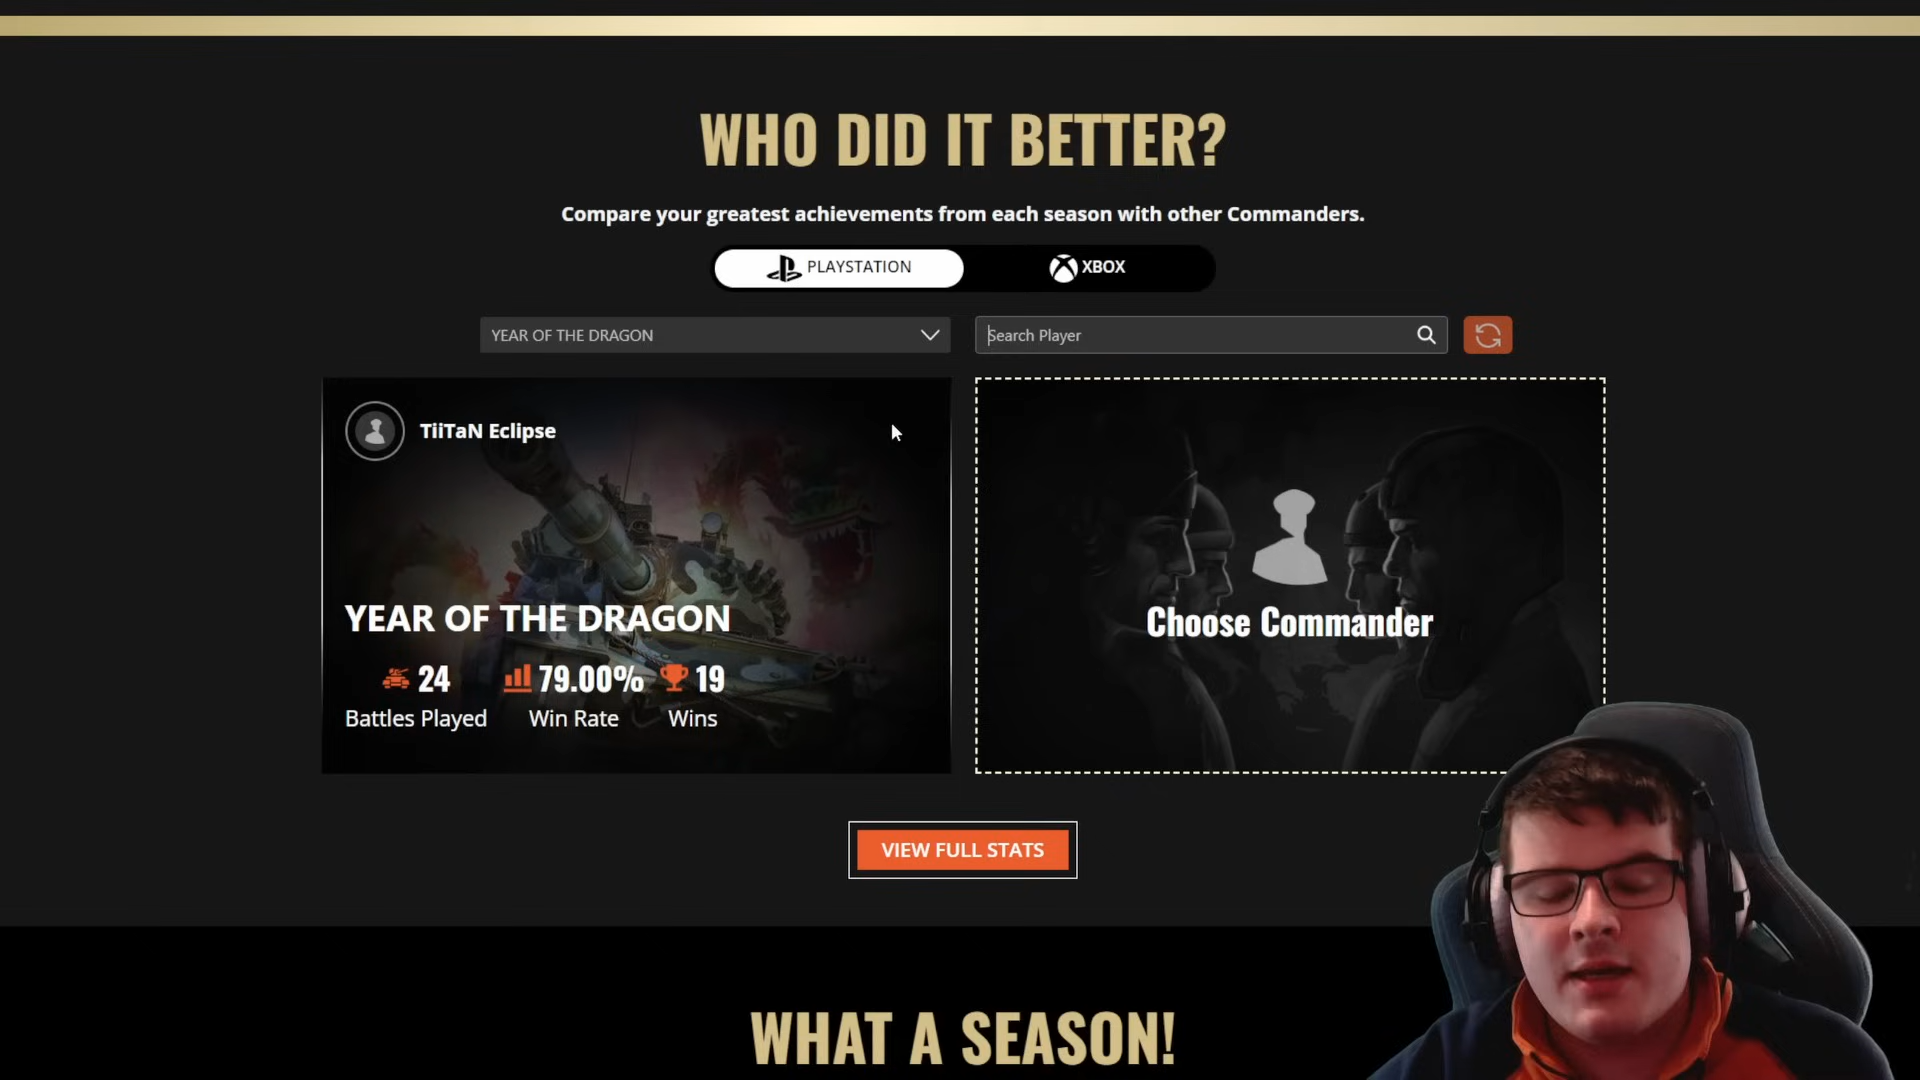 WHO DID IT BETTER?
Compare your greatest achievements from each season with other Commanders.
PLAYSTATION
XBOX
YEAR OF THE DRAGON
Search Player
TiiTaN Eclipse
YEAR OF THE DRAGON
24
79.00%
19
Battles Played
Win Rate
Wins
Choose Commander
VIEW FULL STATS
WHAT A SEASON!